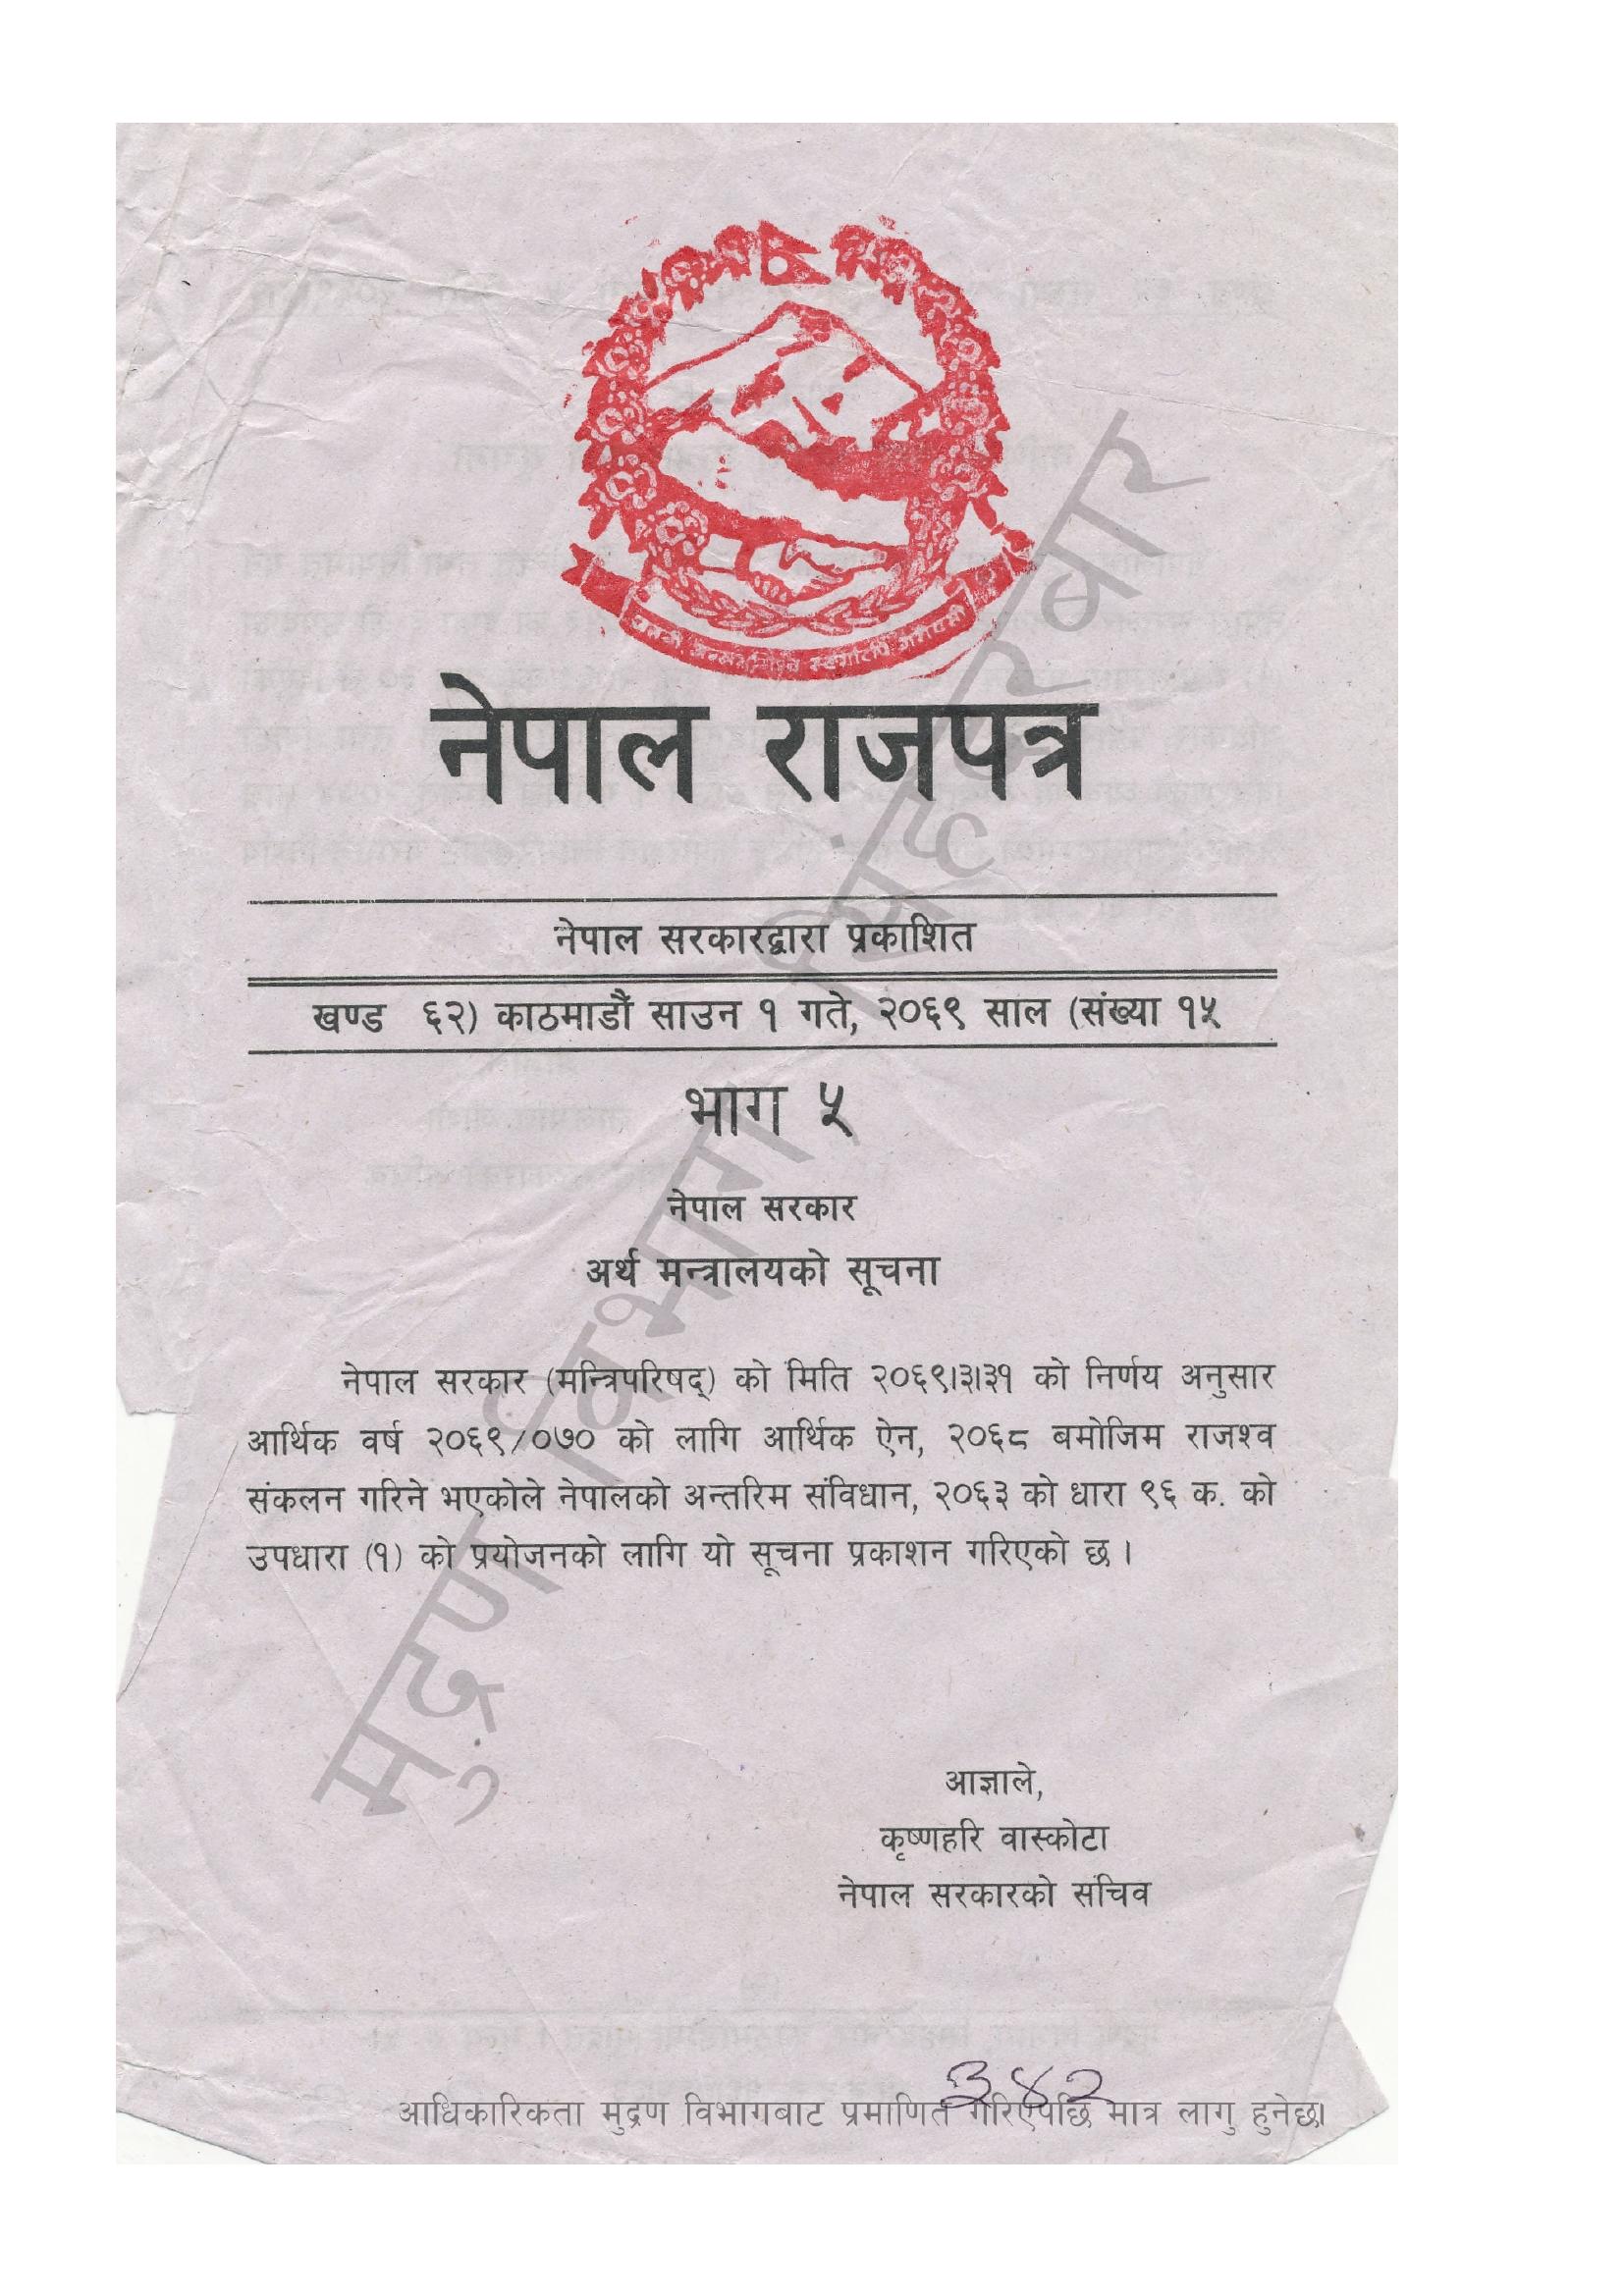 नेपाल राजपत्र
नेपाल सरकारद्वारा प्रकाशित
खण्ड ६२) काठमाडौं साउन १ गते, २०६९ साल (संख्या १५
भाग ५
नेपाल सरकार
अर्थ मन्त्रालयको सूचना
नेपाल सरकार (मन्त्रिपरिषद्) को मिति २०६९।३।३१ को निर्णय अनुसार
आर्थिक वर्ष २०६९/०७० को लागि आर्थिक ऐन, २०६८ बमोजिम राजश्व
संकलन गरिने भएकोले नेपालको अन्तरिम संविधान, २०६३ को धारा ९६ क. को
उपधारा (१) को प्रयोजनको लागि यो सूचना प्रकाशन गरिएको छ ।
आज्ञाले,
कृष्णहरि वास्कोटा
नेपाल सरकारको सचिव
३४२
आधिकारिकता मुद्रण विभागबाट प्रमाणित गरिएपछि मात्र लागु हुनेछ।
मुद्रण विभाग, सिंहदरबार